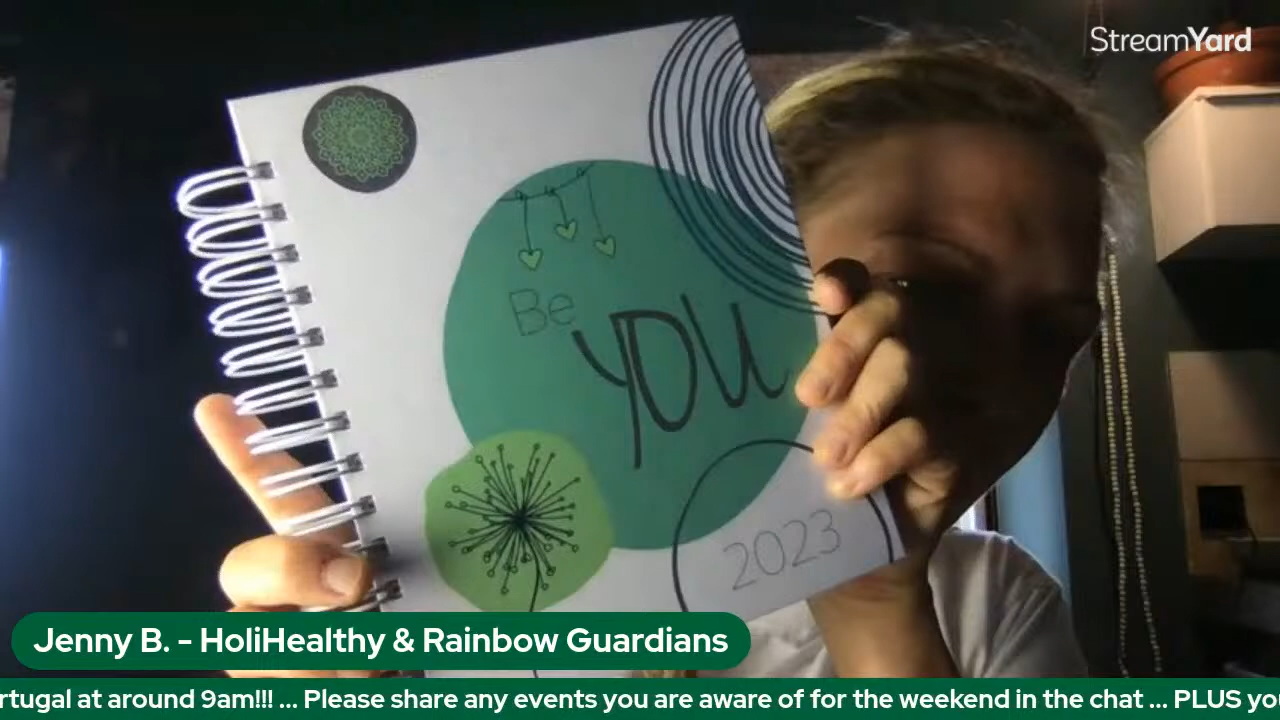 StreamYard
Be
YOU
2023
Jenny B. - HoliHealthy & Rainbow Guardians
rtugal at around 9am!!! ... Please share any events you are aware of for the weekend in the chat ... PLUS you